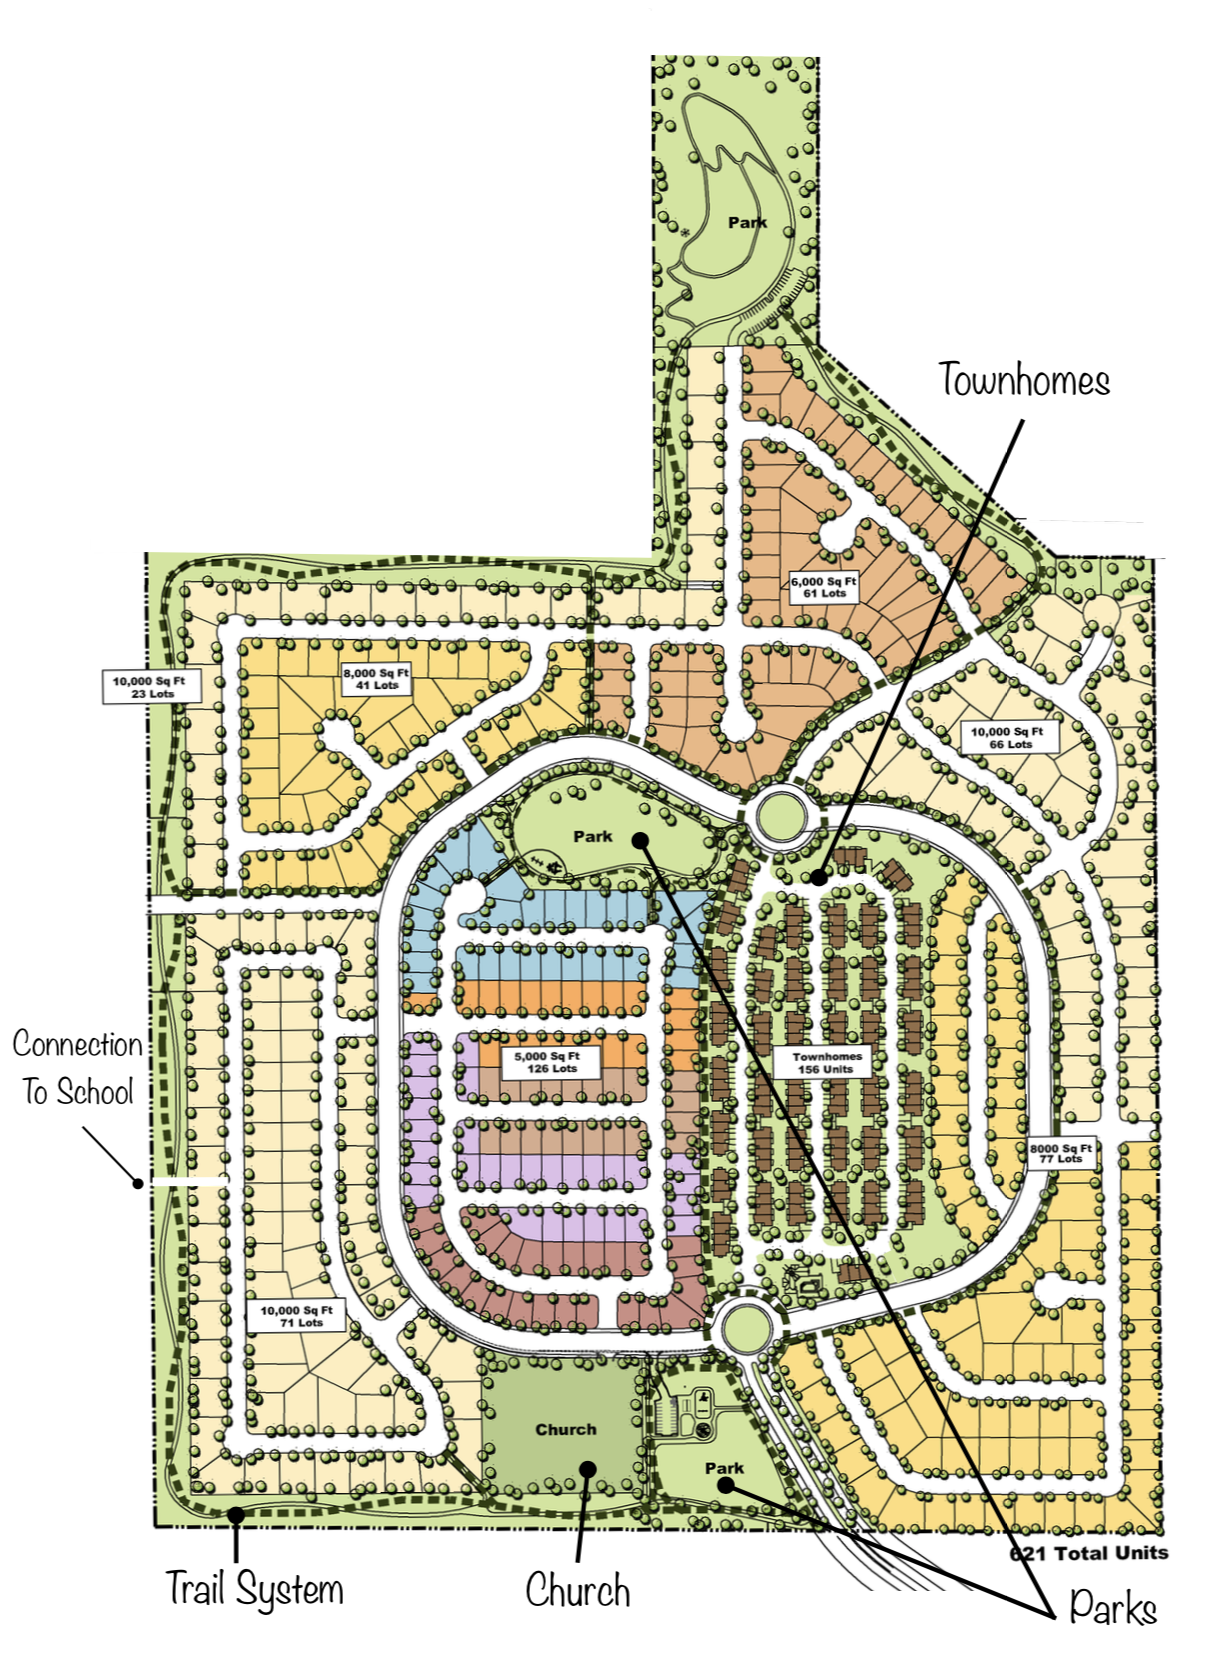 Park
Townhomes
6,000 Sq Ft
61 Lots
10,000 Sq Ft
23 Lots
8,000 Sq Ft
41 Lots
10,000 Sq Ft
66 Lots
Park
Connection
To School
5,000 Sq Ft
126 Lots
Townhomes
156 Units
8000 Sq Ft
77 Lots
10,000 Sq Ft
71 Lots
Church
Park
621 Total Units
Trail System
Church
Parks